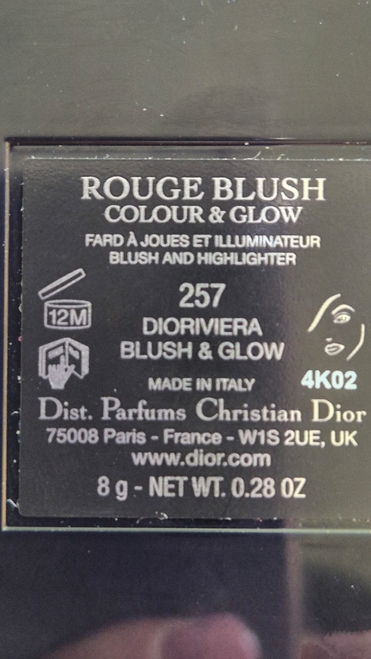 ROUGE BLUSH
COLOUR & GLOW
FARD À JOUES ET ILLUMINATEUR
BLUSH AND HIGHLIGHTER
257
12M
DIORIVIERA
BLUSH & GLOW
MADE IN ITALY
4K02
Dist. Parfums Christian Dior
75008 Paris - France - W1S 2UE, UK
www.dior.com
8 g - NET WT. 0.28 OZ